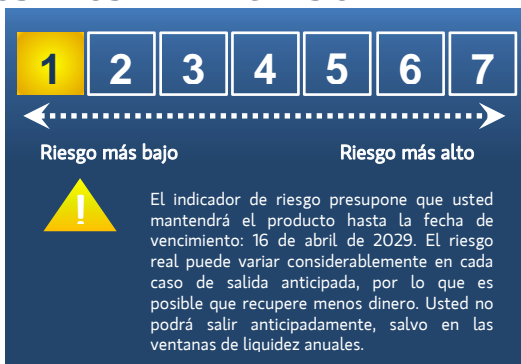 1 2 3 4 5 6 7
Riesgo más bajo Riesgo más alto
!
El indicador de riesgo presupone que usted
mantendrá el producto hasta la fecha de
vencimiento: 16 de abril de 2029. El riesgo
real puede variar considerablemente en cada
caso de salida anticipada, por lo que es
posible que recupere menos dinero. Usted no
podrá salir anticipadamente, salvo en las
ventanas de liquidez anuales.